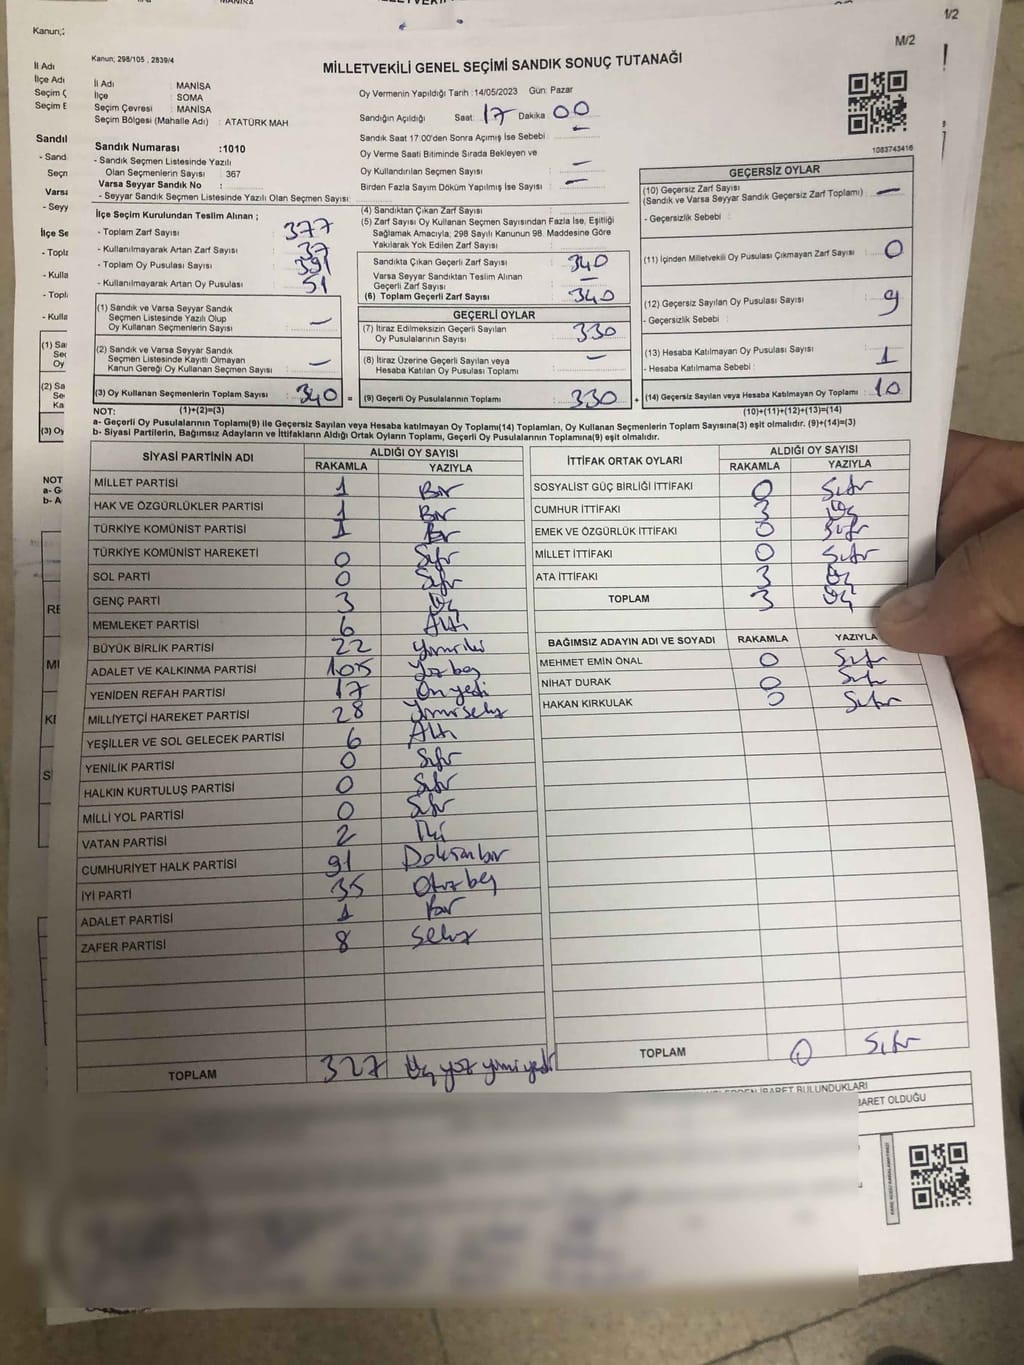 1/2
M/2
Kanun; 298/105 , 2839/4
MİLLETVEKİLİ GENEL SEÇİMİ SANDIK SONUÇ TUTANAĞI
İl Adı : MANİSA
İlçe : SOMA
Seçim Çevresi : MANİSA
Seçim Bölgesi (Mahalle Adı) : ATATÜRK MAH
Oy Vermenin Yapıldığı Tarih :14/05/2023 Gün: Pazar
Sandığın Açıldığı Saat: 17 Dakika 00
Sandık Saat 17:00'den Sonra Açımış İse Sebebi : –
Oy Verme Saati Bitiminde Sırada Bekleyen ve
Oy Kullandırılan Seçmen Sayısı : –
Birden Fazla Sayım Döküm Yapılmış İse Sayısı : –
1083743416
Sandık Numarası :1010
- Sandık Seçmen Listesinde Yazılı
Olan Seçmenlerin Sayısı : 367
Varsa Seyyar Sandık No :
- Seyyar Sandık Seçmen Listesinde Yazılı Olan Seçmen Sayısı:
İlçe Seçim Kurulundan Teslim Alınan ;
- Toplam Zarf Sayısı : 377
- Kullanılmayarak Artan Zarf Sayısı : 37
- Toplam Oy Pusulası Sayısı : 391
- Kullanılmayarak Artan Oy Pusulası : 51
(1) Sandık ve Varsa Seyyar Sandık
Seçmen Listesinde Yazılı Olup
Oy Kullanan Seçmenlerin Sayısı : –
(2) Sandık ve Varsa Seyyar Sandık
Seçmen Listesinde Kayıtlı Olmayan
Kanun Gereği Oy Kullanan Seçmen Sayısı : –
(3) Oy Kullanan Seçmenlerin Toplam Sayısı : 340 =
(4) Sandıktan Çıkan Zarf Sayısı :
(5) Zarf Sayısı Oy Kullanan Seçmen Sayısından Fazla İse, Eşitliği
Sağlamak Amacıyla, 298 Sayılı Kanunun 98. Maddesine Göre
Yakılarak Yok Edilen Zarf Sayısı :
Sandıkta Çıkan Geçerli Zarf Sayısı : 340
Varsa Seyyar Sandıktan Teslim Alınan
Geçerli Zarf Sayısı : –
(6) Toplam Geçerli Zarf Sayısı : 340
GEÇERLİ OYLAR
(7) İtiraz Edilmeksizin Geçerli Sayılan
Oy Pusulalarının Sayısı : 330
(8) İtiraz Üzerine Geçerli Sayılan veya
Hesaba Katılan Oy Pusulası Toplamı : –
(9) Geçerli Oy Pusulalarının Toplamı : 330 +
GEÇERSİZ OYLAR
(10) Geçersiz Zarf Sayısı
(Sandık ve Varsa Seyyar Sandık Geçersiz Zarf Toplamı) : –
- Geçersizlik Sebebi :
(11) İçinden Milletvekili Oy Pusulası Çıkmayan Zarf Sayısı : 0
(12) Geçersiz Sayılan Oy Pusulası Sayısı : 9
- Geçersizlik Sebebi :
(13) Hesaba Katılmayan Oy Pusulası Sayısı : 1
- Hesaba Katılmama Sebebi :
(14) Geçersiz Sayılan veya Hesaba Katılmayan Oy Toplamı : 10
NOT: (1)+(2)=(3) (10)+(11)+(12)+(13)=(14)
a- Geçerli Oy Pusulalarının Toplamı(9) ile Geçersiz Sayılan veya Hesaba katılmayan Oy Toplamı(14) Toplamları, Oy Kullanan Seçmenlerin Toplam Sayısına(3) eşit olmalıdır. (9)+(14)=(3)
b- Siyasi Partilerin, Bağımsız Adayların ve İttifakların Aldığı Ortak Oyların Toplamı, Geçerli Oy Pusulalarının Toplamına(9) eşit olmalıdır.
SİYASİ PARTİNİN ADI ALDIĞI OY SAYISI
RAKAMLA YAZIYLA
MİLLET PARTİSİ 1 Bir
HAK VE ÖZGÜRLÜKLER PARTİSİ 1 Bir
TÜRKİYE KOMÜNİST PARTİSİ 1 Bir
TÜRKİYE KOMÜNİST HAREKETİ 0 Sıfır
SOL PARTİ 0 Sıfır
GENÇ PARTİ 3 Üç
MEMLEKET PARTİSİ 6 Altı
BÜYÜK BİRLİK PARTİSİ 22 Yirmi iki
ADALET VE KALKINMA PARTİSİ 105 Yüz beş
YENİDEN REFAH PARTİSİ 17 On yedi
MİLLİYETÇİ HAREKET PARTİSİ 28 Yirmi sekiz
YEŞİLLER VE SOL GELECEK PARTİSİ 6 Altı
YENİLİK PARTİSİ 0 Sıfır
HALKIN KURTULUŞ PARTİSİ 0 Sıfır
MİLLİ YOL PARTİSİ 0 Sıfır
VATAN PARTİSİ 2 İki
CUMHURİYET HALK PARTİSİ 91 Doksan bir
İYİ PARTİ 35 Otuz beş
ADALET PARTİSİ 1 Bir
ZAFER PARTİSİ 8 Sekiz
TOPLAM 327 Üç yüz yirmi yedi
İTTİFAK ORTAK OYLARI ALDIĞI OY SAYISI
RAKAMLA YAZIYLA
SOSYALİST GÜÇ BİRLİĞİ İTTİFAKI 0 Sıfır
CUMHUR İTTİFAKI 3 Üç
EMEK VE ÖZGÜRLÜK İTTİFAKI 0 Sıfır
MİLLET İTTİFAKI 0 Sıfır
ATA İTTİFAKI 3 Üç
TOPLAM 3 Üç
BAĞIMSIZ ADAYIN ADI VE SOYADI RAKAMLA YAZIYLA
MEHMET EMİN ÖNAL 0 Sıfır
NİHAT DURAK 0 Sıfır
HAKAN KIRKULAK 0 Sıfır
TOPLAM 0 Sıfır
İBARET BULUNDUKLARI
BARET OLDUĞU